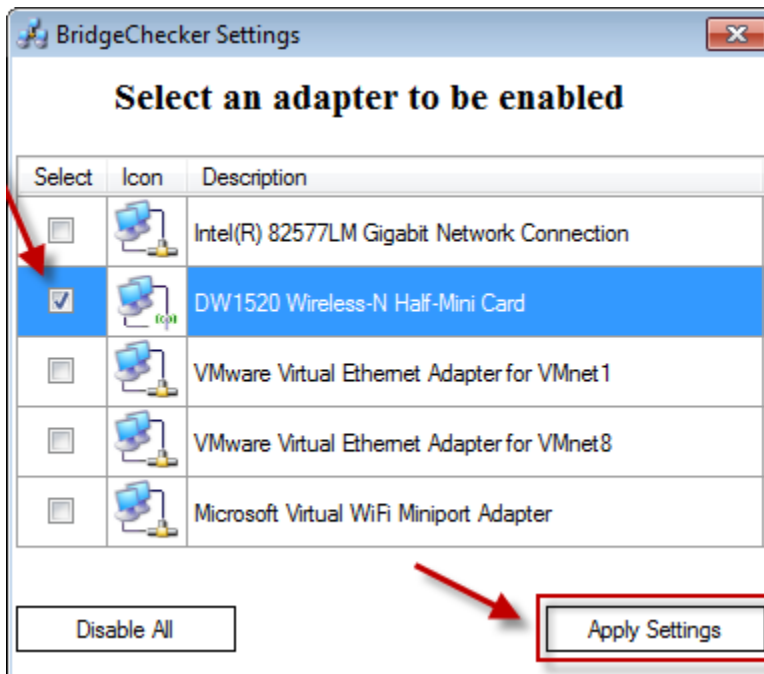 BridgeChecker Settings
Select an adapter to be enabled
Select Icon Description
Intel(R) 82577LM Gigabit Network Connection
DW1520 Wireless-N Half-Mini Card
VMware Virtual Ethernet Adapter for VMnet1
VMware Virtual Ethernet Adapter for VMnet8
Microsoft Virtual WiFi Miniport Adapter
Disable All Apply Settings